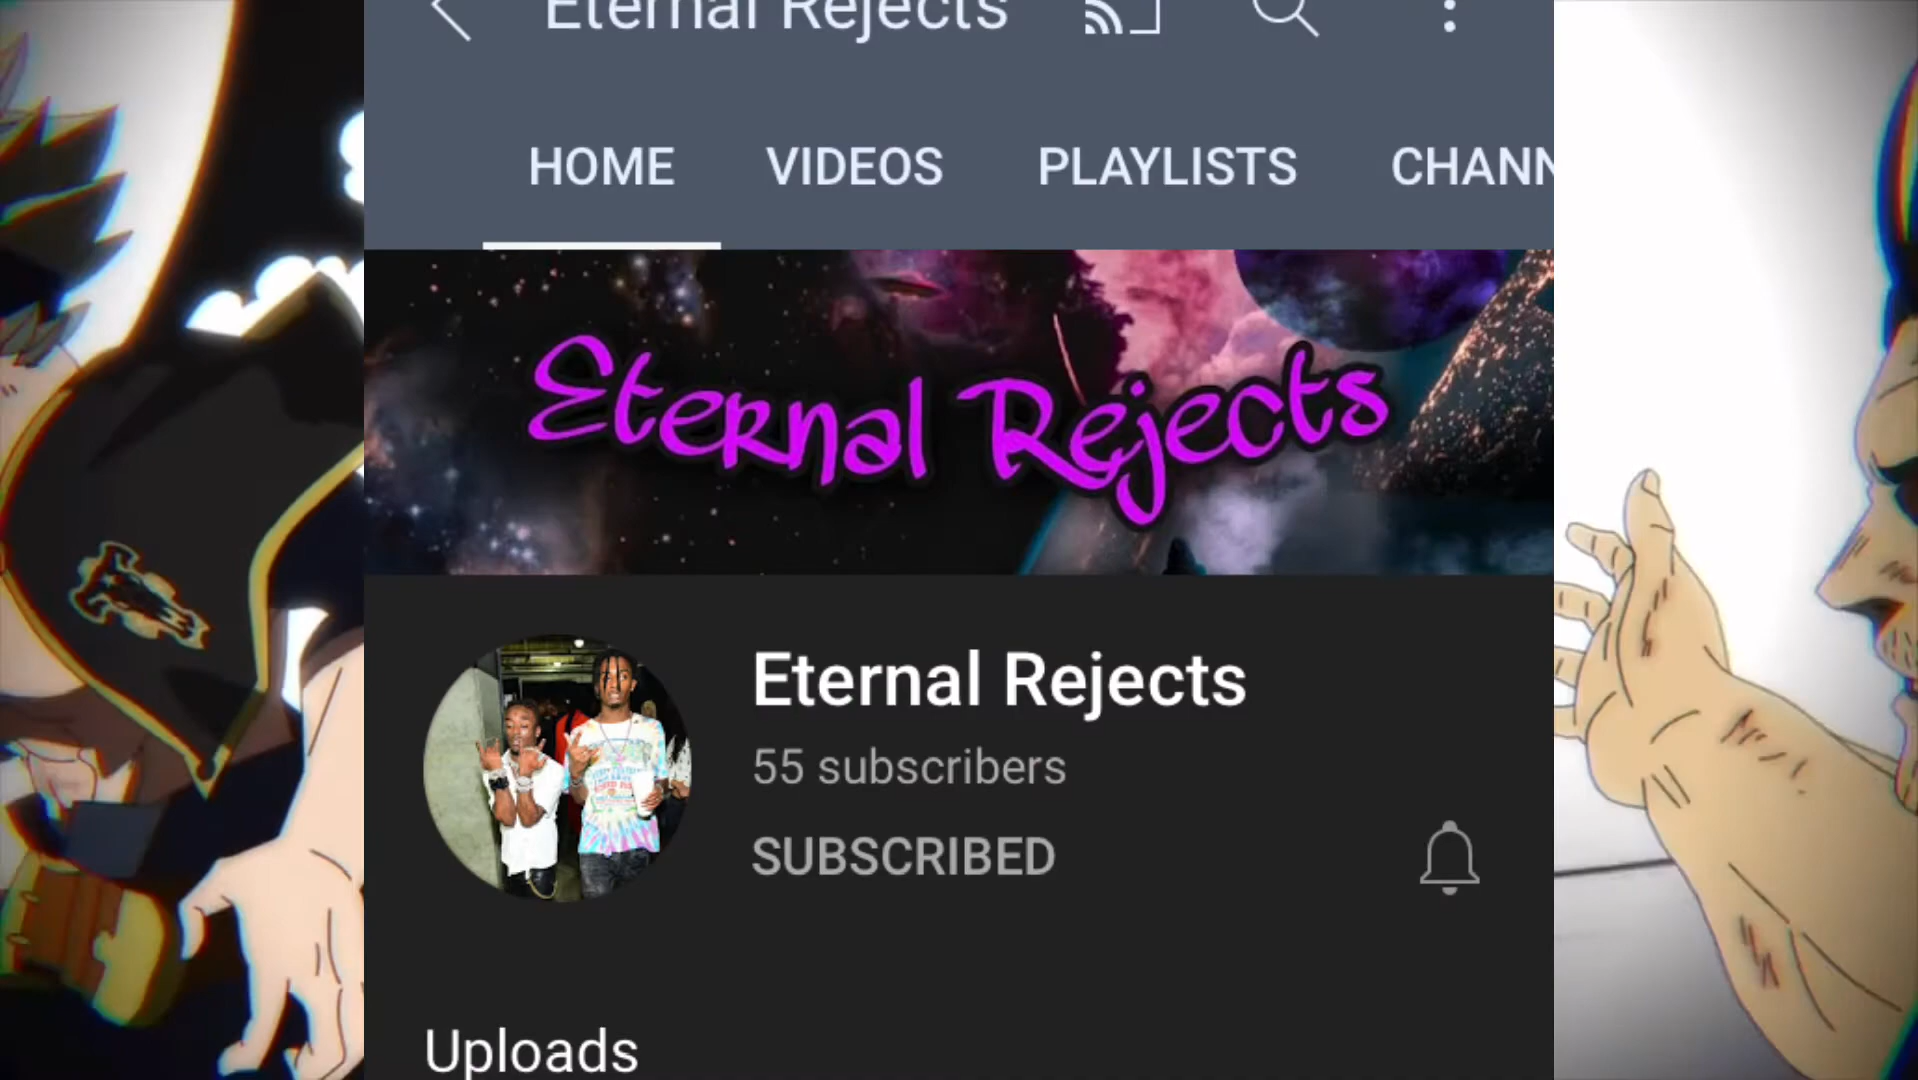 Eternal Rejects
HOME VIDEOS PLAYLISTS CHANN
Eternal Rejects
Eternal Rejects
55 subscribers
SUBSCRIBED
Uploads